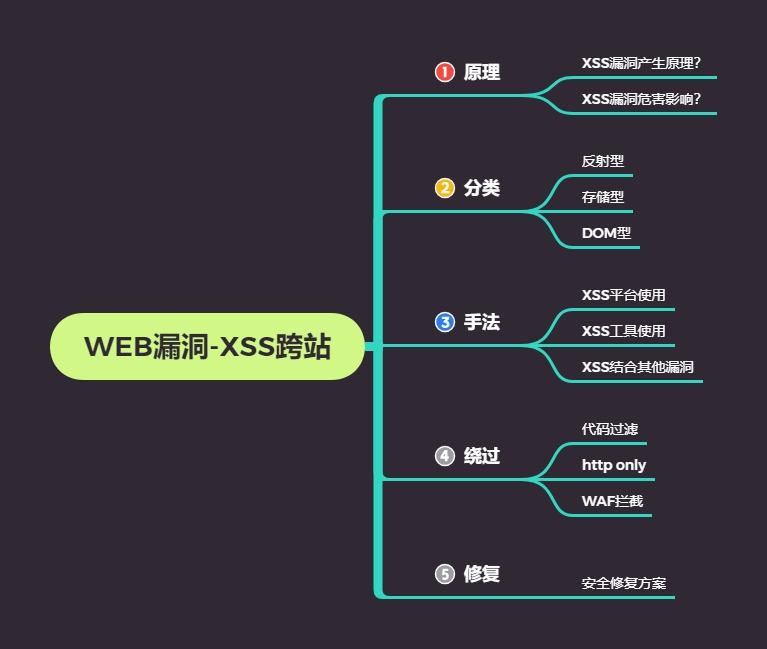 WEB漏洞-XSS跨站
1 原理
XSS漏洞产生原理?
XSS漏洞危害影响?
2 分类
反射型
存储型
DOM型
3 手法
XSS平台使用
XSS工具使用
XSS结合其他漏洞
4 绕过
代码过滤
http only
WAF拦截
5 修复
安全修复方案